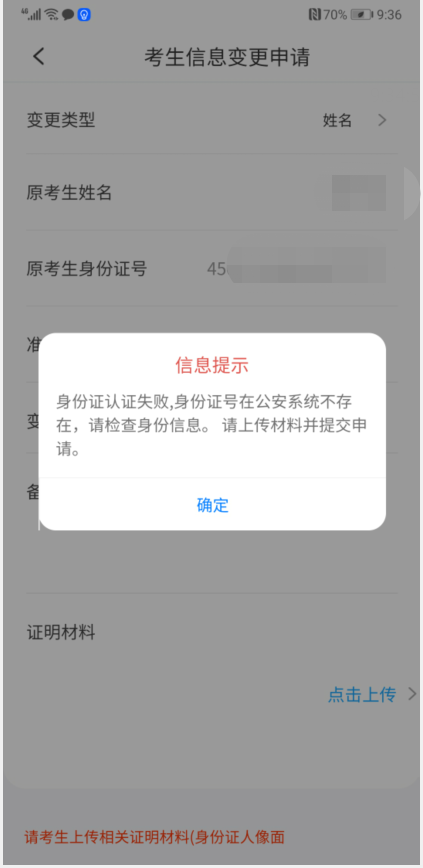 4G 70% 9:36
考生信息变更申请
变更类型 姓名
原考生姓名
原考生身份证号 45
准
变
备
信息提示
身份证认证失败,身份证号在公安系统不存
在，请检查身份信息。请上传材料并提交申
请。
确定
证明材料
点击上传
请考生上传相关证明材料(身份证人像面